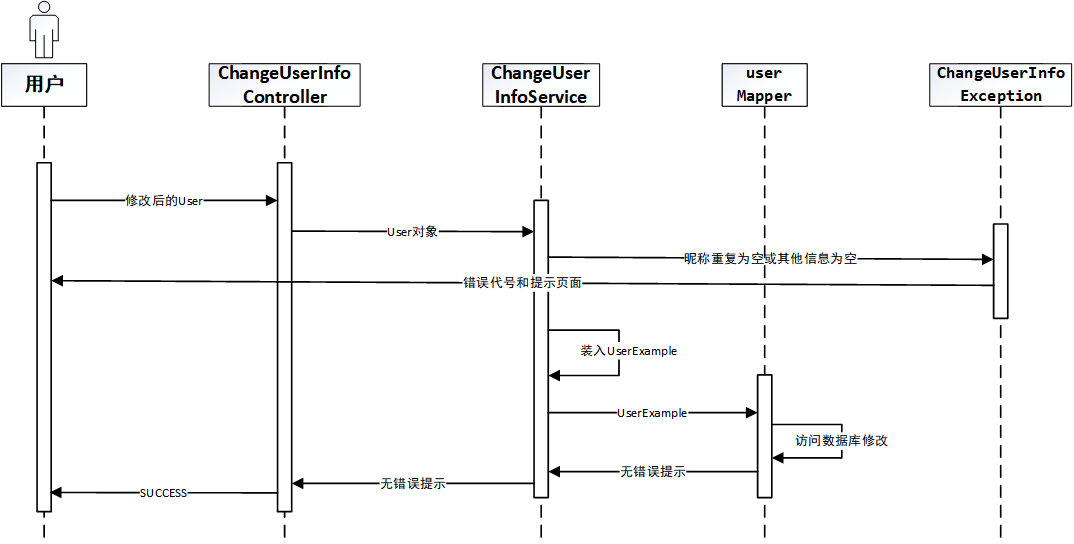 用户
ChangeUserInfo
Controller
ChangeUser
InfoService
user
Mapper
ChangeUserInfo
Exception
修改后的User
User对象
昵称重复为空或其他信息为空
错误代号和提示页面
装入UserExample
UserExample
访问数据库修改
无错误提示
无错误提示
SUCCESS